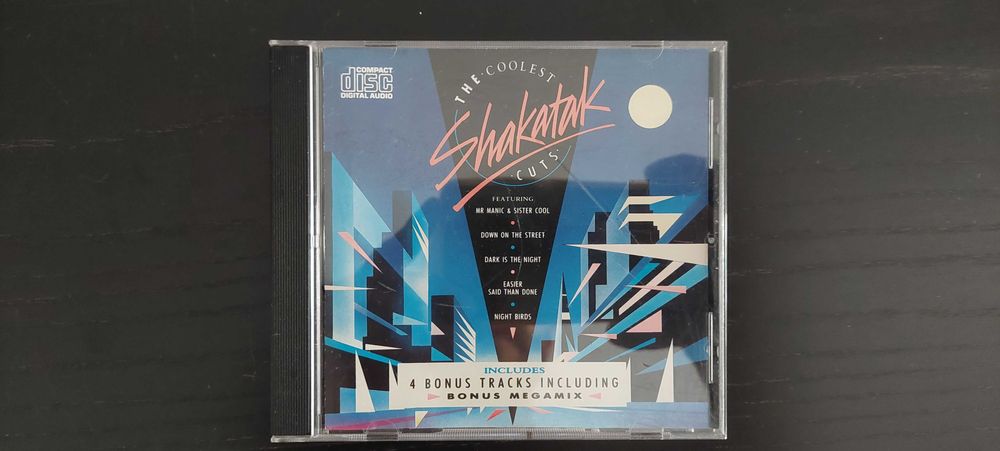 COMPACT
disc
DIGITAL AUDIO
THE · COOLEST
Shakatak
· CUTS ·
FEATURING
MR MANIC & SISTER COOL
DOWN ON THE STREET
DARK IS THE NIGHT
EASIER
SAID THAN DONE
NIGHT BIRDS
INCLUDES
4 BONUS TRACKS INCLUDING
BONUS MEGAMIX